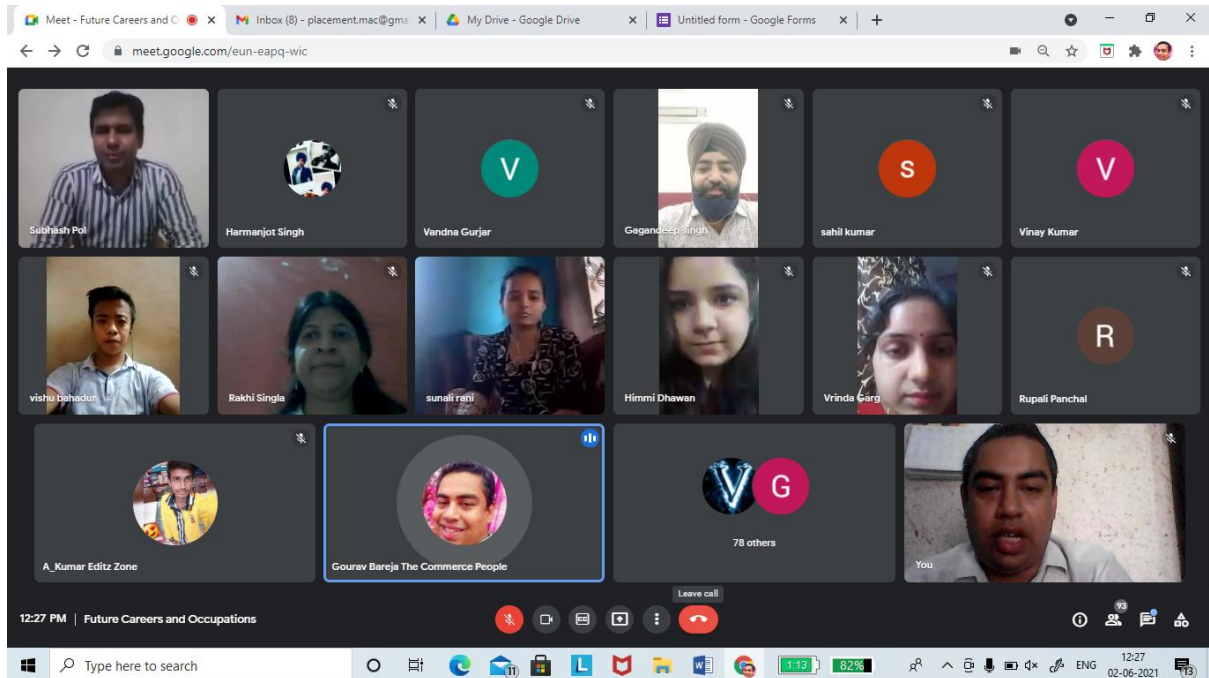 Meet - Future Careers and O
Inbox (8) - placement.mac@gma
My Drive - Google Drive
Untitled form - Google Forms
meet.google.com/eun-eapq-wic
Subhash Pol
Harmanjot Singh
V
Vandna Gurjar
Gagandeep singh
s
sahil kumar
V
Vinay Kumar
vishu bahadur
Rakhi Singla
sunali rani
Himmi Dhawan
Vrinda Garg
R
Rupali Panchal
A_Kumar Editz Zone
Gourav Bareja The Commerce People
V
G
78 others
You
Leave call
12:27 PM | Future Careers and Occupations
93
Type here to search
11
L
W
1:13
82%
ENG
12:27
02-06-2021
13